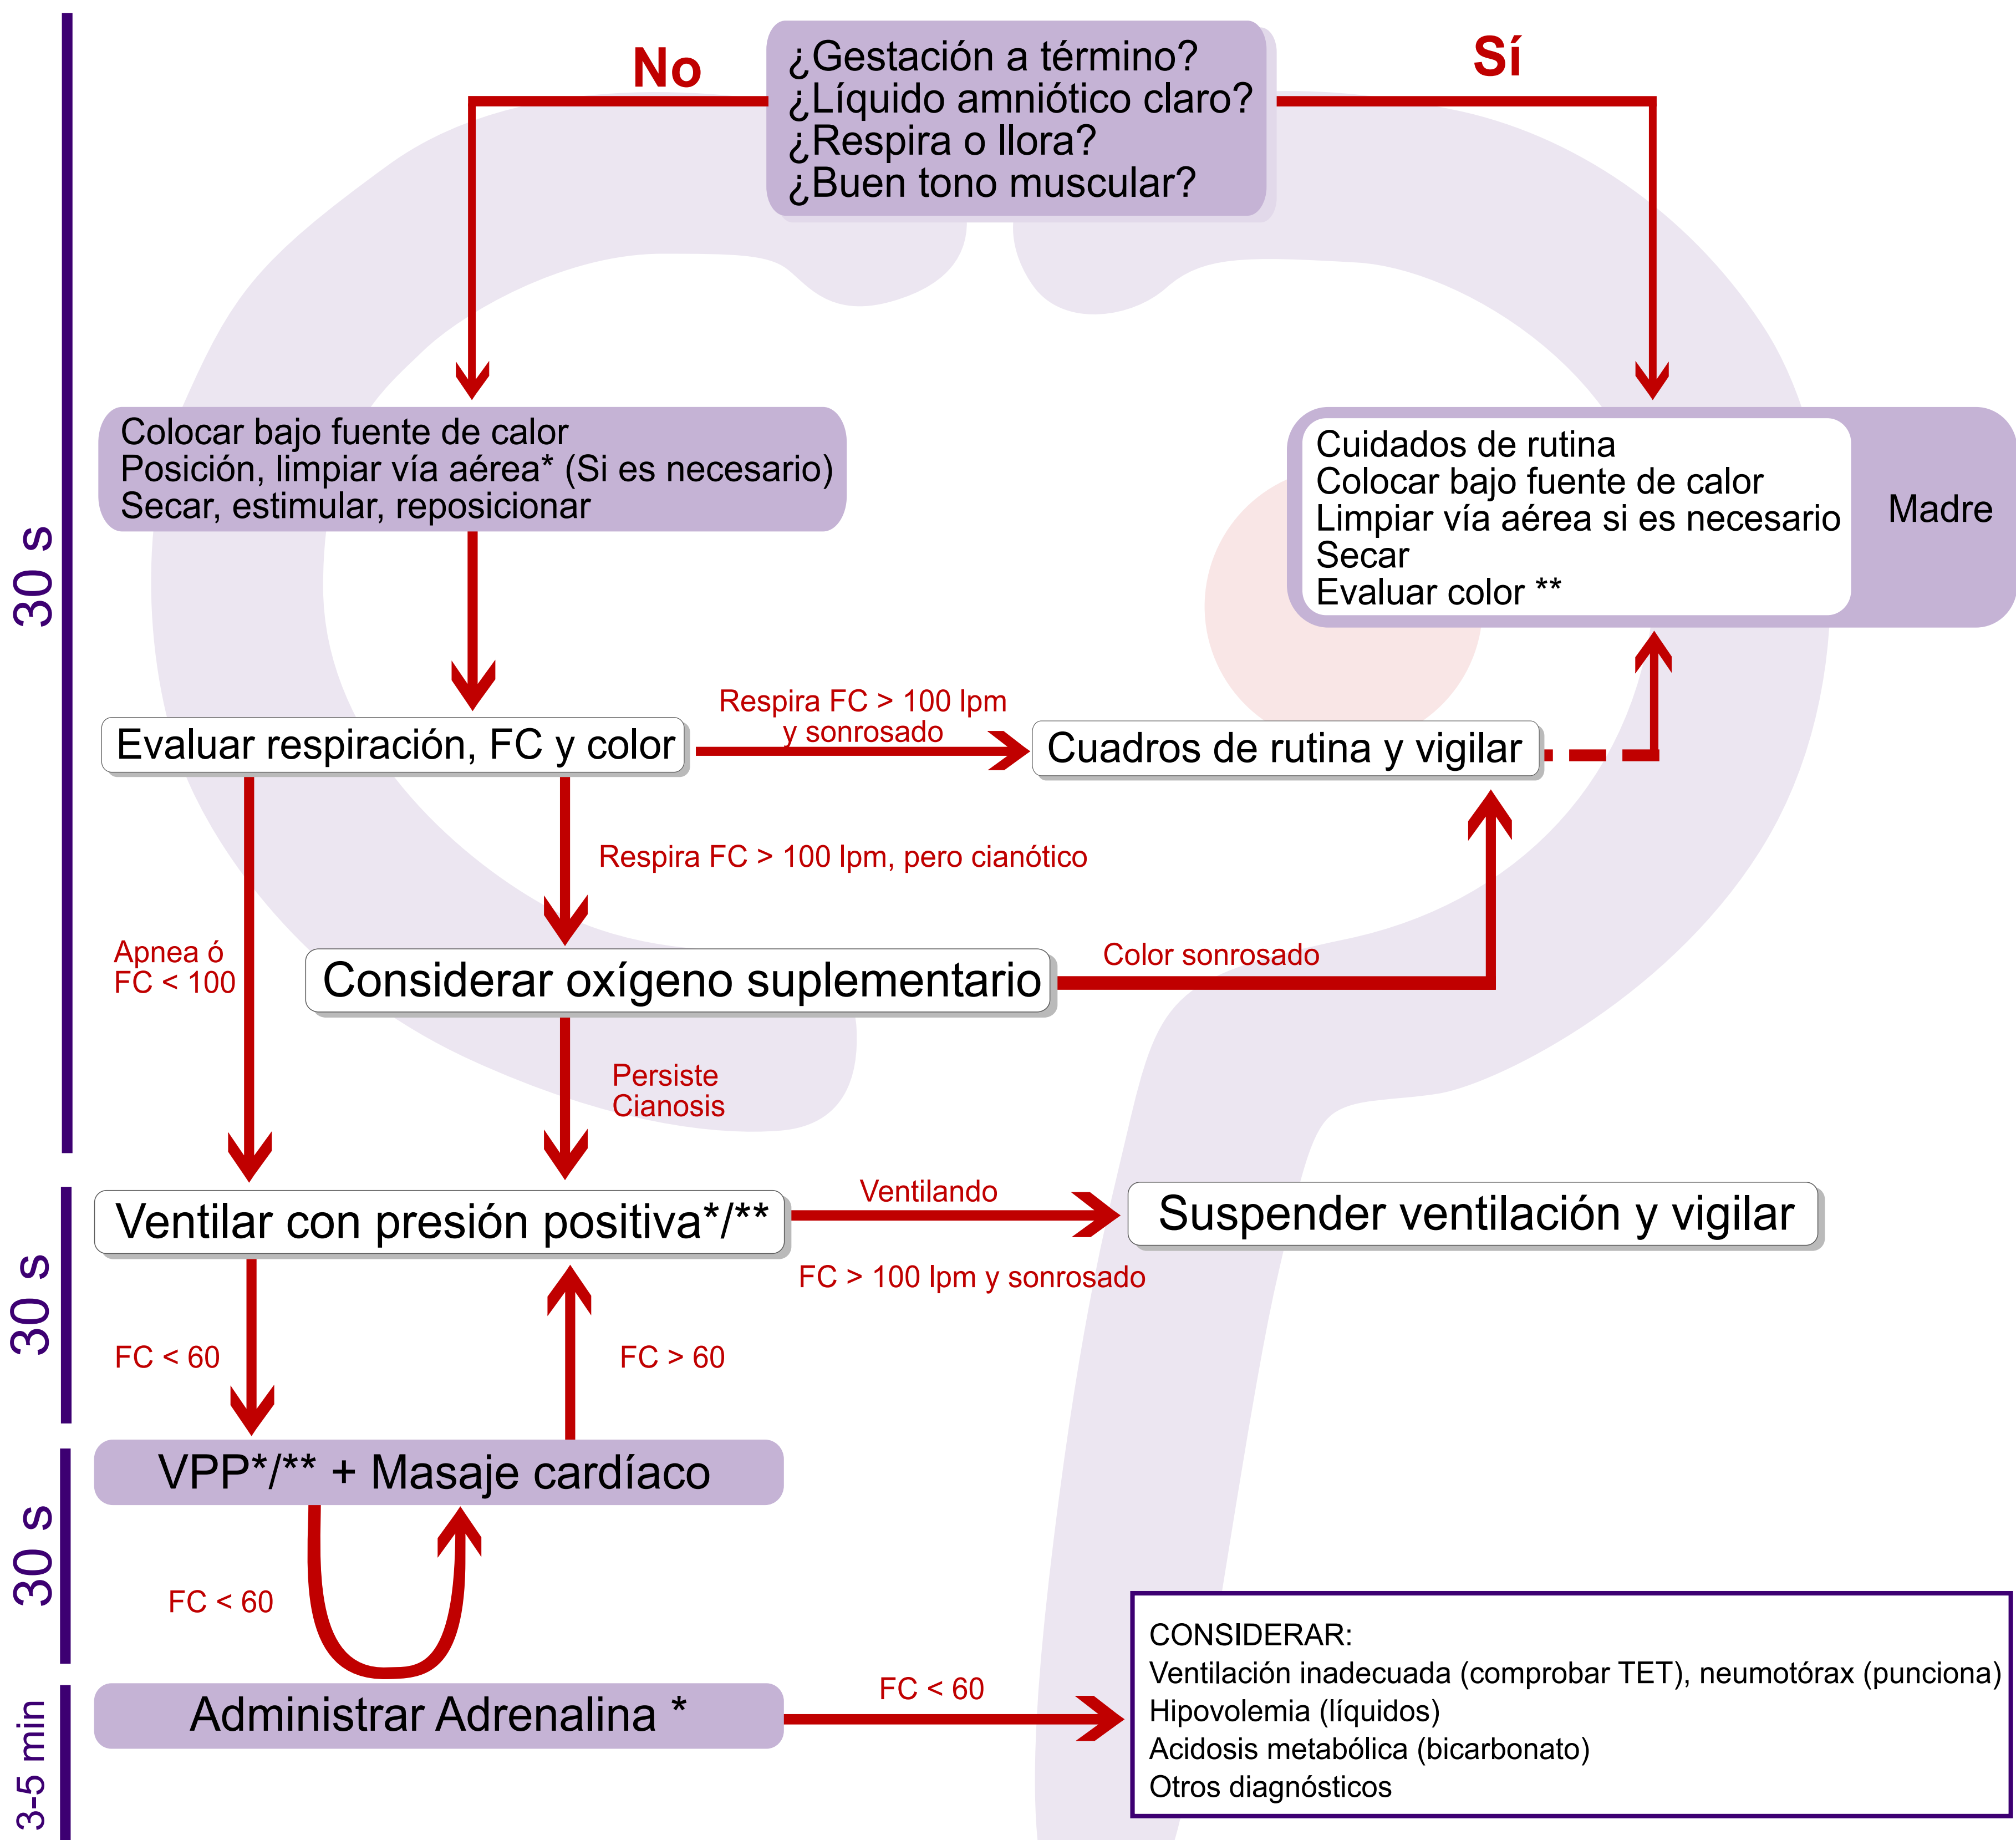 No
¿Gestación a término?
¿Líquido amniótico claro?
¿Respira o llora?
¿Buen tono muscular?
Sí
30 s
Colocar bajo fuente de calor
Posición, limpiar vía aérea* (Si es necesario)
Secar, estimular, reposicionar
Cuidados de rutina
Colocar bajo fuente de calor
Limpiar vía aérea si es necesario
Secar
Evaluar color **
Madre
Evaluar respiración, FC y color
Respira FC > 100 lpm
y sonrosado
Cuadros de rutina y vigilar
Respira FC > 100 lpm, pero cianótico
Apnea ó
FC < 100
Considerar oxígeno suplementario
Color sonrosado
Persiste
Cianosis
30 s
Ventilar con presión positiva*/**
Ventilando
FC > 100 lpm y sonrosado
Suspender ventilación y vigilar
FC < 60
FC > 60
30 s
VPP*/** + Masaje cardíaco
FC < 60
3-5 min
Administrar Adrenalina *
FC < 60
CONSIDERAR:
Ventilación inadecuada (comprobar TET), neumotórax (punciona)
Hipovolemia (líquidos)
Acidosis metabólica (bicarbonato)
Otros diagnósticos